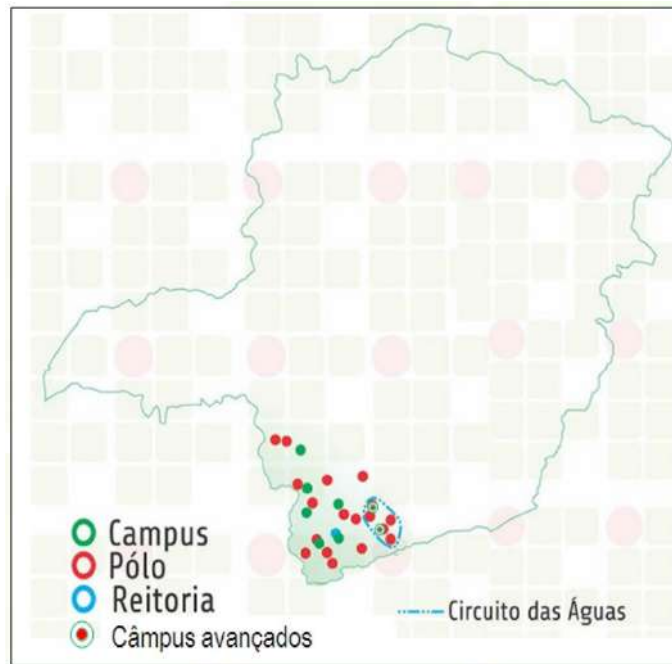 Campus
Pólo
Reitoria
Circuito das Águas
Câmpus avançados